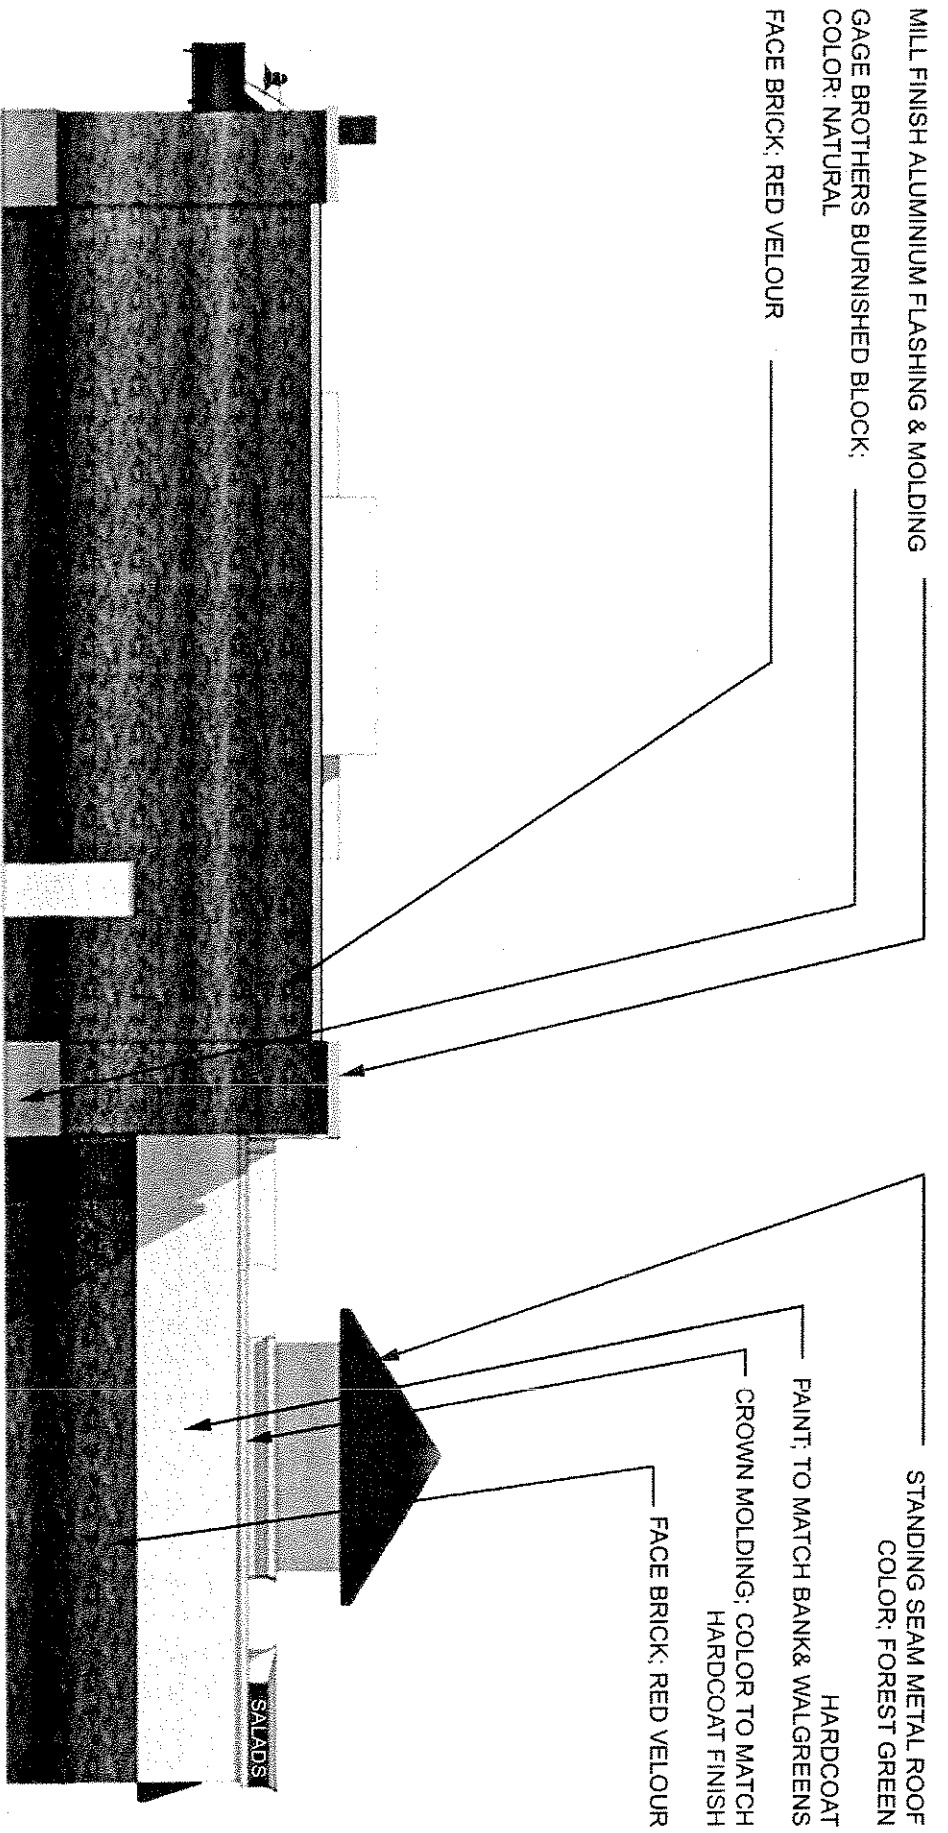 MILL FINISH ALUMINIUM FLASHING & MOLDING
GAGE BROTHERS BURNISHED BLOCK;
COLOR: NATURAL
FACE BRICK; RED VELOUR
STANDING SEAM METAL ROOF
COLOR; FOREST GREEN
HARDCOAT
PAINT; TO MATCH BANK& WALGREENS
CROWN MOLDING; COLOR TO MATCH
HARDCOAT FINISH
FACE BRICK; RED VELOUR
SALADS